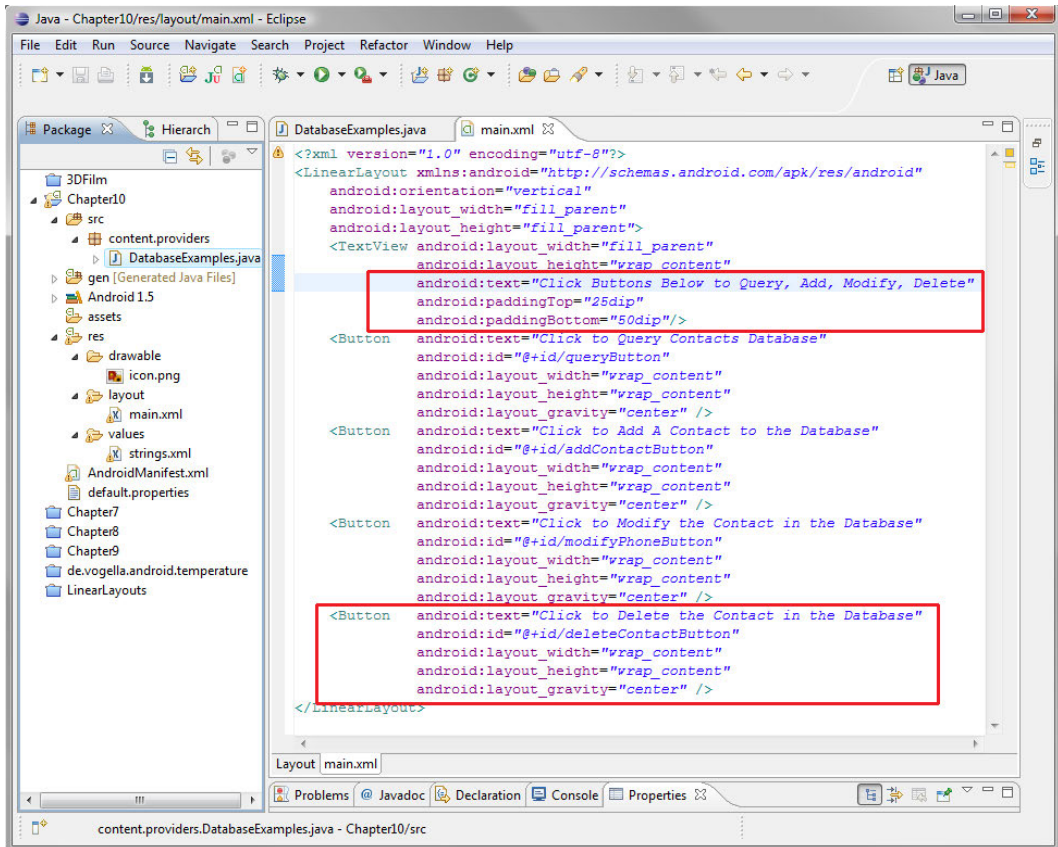 Java - Chapter10/res/layout/main.xml - Eclipse
File Edit Run Source Navigate Search Project Refactor Window Help
Java
Package Hierarch
DatabaseExamples.java main.xml
3DFilm
Chapter10
src
content.providers
DatabaseExamples.java
gen [Generated Java Files]
Android 1.5
assets
res
drawable
icon.png
layout
main.xml
values
strings.xml
AndroidManifest.xml
default.properties
Chapter7
Chapter8
Chapter9
de.vogella.android.temperature
LinearLayouts
<?xml version="1.0" encoding="utf-8"?>
<LinearLayout xmlns:android="http://schemas.android.com/apk/res/android"
android:orientation="vertical"
android:layout_width="fill_parent"
android:layout_height="fill_parent">
<TextView android:layout_width="fill_parent"
android:layout_height="wrap_content"
android:text="Click Buttons Below to Query, Add, Modify, Delete"
android:paddingTop="25dip"
android:paddingBottom="50dip"/>
<Button android:text="Click to Query Contacts Database"
android:id="@+id/queryButton"
android:layout_width="wrap_content"
android:layout_height="wrap_content"
android:layout_gravity="center" />
<Button android:text="Click to Add A Contact to the Database"
android:id="@+id/addContactButton"
android:layout_width="wrap_content"
android:layout_height="wrap_content"
android:layout_gravity="center" />
<Button android:text="Click to Modify the Contact in the Database"
android:id="@+id/modifyPhoneButton"
android:layout_width="wrap_content"
android:layout_height="wrap_content"
android:layout_gravity="center" />
<Button android:text="Click to Delete the Contact in the Database"
android:id="@+id/deleteContactButton"
android:layout_width="wrap_content"
android:layout_height="wrap_content"
android:layout_gravity="center" />
</LinearLayout>
Layout main.xml
Problems @ Javadoc Declaration Console Properties
content.providers.DatabaseExamples.java - Chapter10/src